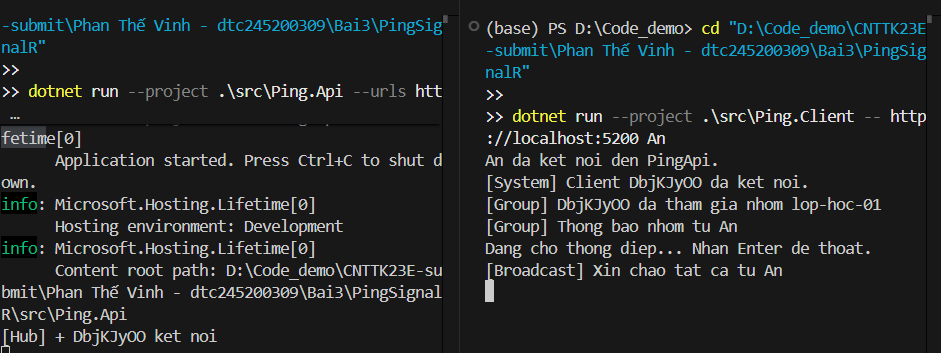 -submit\Phan Thế Vinh - dtc245200309\Bai3\PingSig
nalR"
>>
>> dotnet run --project .\src\Ping.Api --urls htt
…
fetime[0]
Application started. Press Ctrl+C to shut d
own.
info: Microsoft.Hosting.Lifetime[0]
Hosting environment: Development
info: Microsoft.Hosting.Lifetime[0]
Content root path: D:\Code_demo\CNTTK23E-su
bmit\Phan Thế Vinh - dtc245200309\Bai3\PingSignal
R\src\Ping.Api
[Hub] + DbjKJyOO ket noi
(base) PS D:\Code_demo> cd "D:\Code_demo\CNTTK23E
-submit\Phan Thế Vinh - dtc245200309\Bai3\PingSig
nalR"
>>
>> dotnet run --project .\src\Ping.Client -- http
://localhost:5200 An
An da ket noi den PingApi.
[System] Client DbjKJyOO da ket noi.
[Group] DbjKJyOO da tham gia nhom lop-hoc-01
[Group] Thong bao nhom tu An
Dang cho thong diep... Nhan Enter de thoat.
[Broadcast] Xin chao tat ca tu An